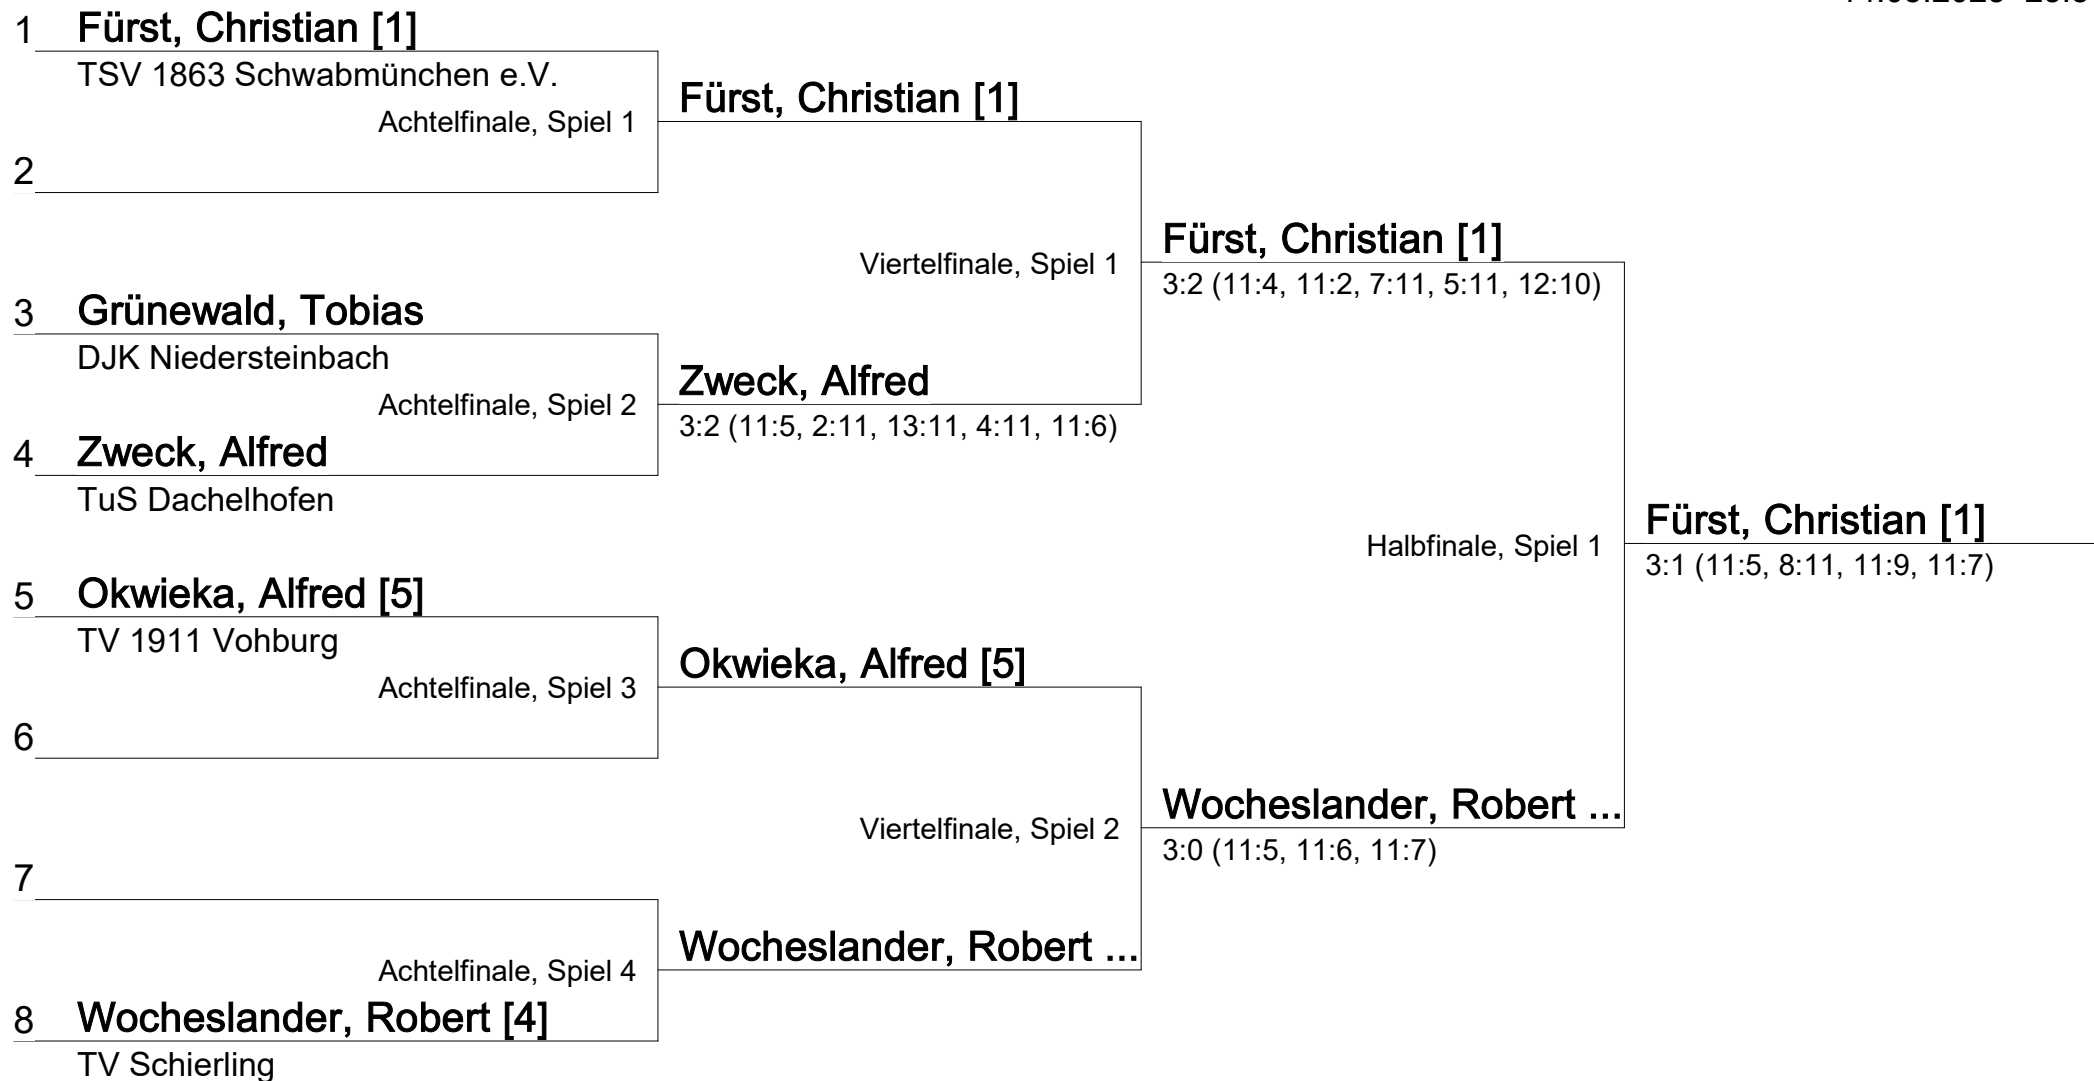 1 Fürst, Christian [1]
TSV 1863 Schwabmünchen e.V.
Achtelfinale, Spiel 1
Fürst, Christian [1]
2
Viertelfinale, Spiel 1
Fürst, Christian [1]
3:2 (11:4, 11:2, 7:11, 5:11, 12:10)
3 Grünewald, Tobias
DJK Niedersteinbach
Achtelfinale, Spiel 2
Zweck, Alfred
3:2 (11:5, 2:11, 13:11, 4:11, 11:6)
4 Zweck, Alfred
TuS Dachelhofen
Halbfinale, Spiel 1
Fürst, Christian [1]
3:1 (11:5, 8:11, 11:9, 11:7)
5 Okwieka, Alfred [5]
TV 1911 Vohburg
Achtelfinale, Spiel 3
Okwieka, Alfred [5]
6
Viertelfinale, Spiel 2
Wocheslander, Robert ...
3:0 (11:5, 11:6, 11:7)
7
Achtelfinale, Spiel 4
Wocheslander, Robert ...
8 Wocheslander, Robert [4]
TV Schierling